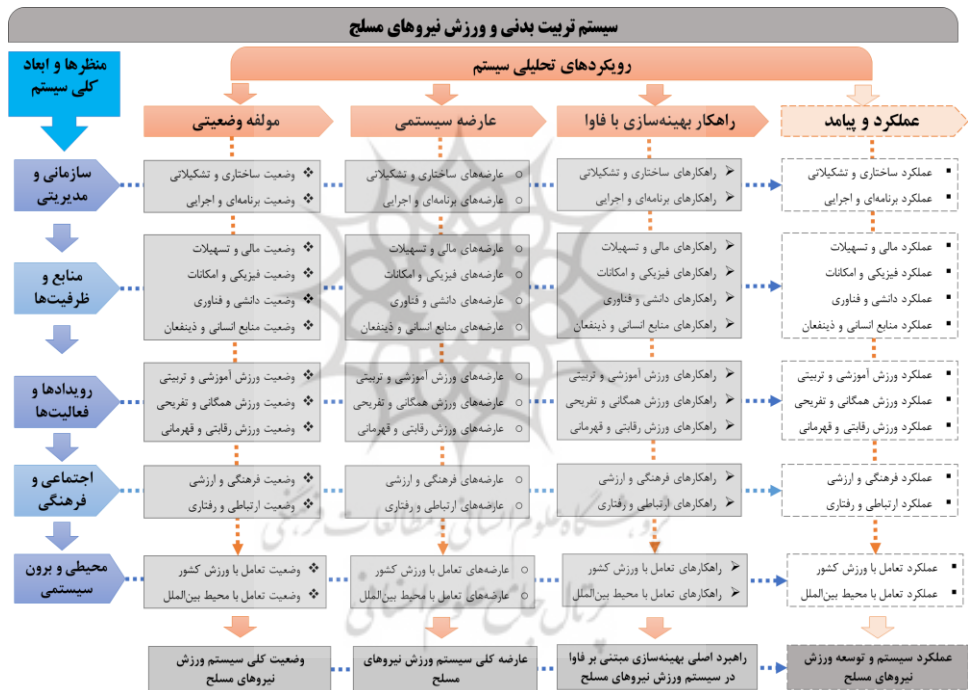 سیستم تربیت بدنی و ورزش نیروهای مسلح
منظرها و ابعاد
کلی سیستم
رویکردهای تحلیلی سیستم
مولفه وضعیتی
عارضه سیستمی
راهکار بهینه‌سازی با فاوا
عملکرد و پیامد
سازمانی و
مدیریتی
وضعیت ساختاری و تشکیلاتی
وضعیت برنامه‌ای و اجرایی
عارضه‌های ساختاری و تشکیلاتی
عارضه‌های برنامه‌ای و اجرایی
راهکارهای ساختاری و تشکیلاتی
راهکارهای برنامه‌ای و اجرایی
عملکرد ساختاری و تشکیلاتی
عملکرد برنامه‌ای و اجرایی
منابع و
ظرفیت‌ها
وضعیت مالی و تسهیلات
وضعیت فیزیکی و امکانات
وضعیت دانشی و فناوری
وضعیت منابع انسانی و ذینفعان
عارضه‌های مالی و تسهیلات
عارضه‌های فیزیکی و امکانات
عارضه‌های دانشی و فناوری
عارضه‌های منابع انسانی و ذینفعان
راهکارهای مالی و تسهیلات
راهکارهای فیزیکی و امکانات
راهکارهای دانشی و فناوری
راهکارهای منابع انسانی و ذینفعان
عملکرد مالی و تسهیلات
عملکرد فیزیکی و امکانات
عملکرد دانشی و فناوری
عملکرد منابع انسانی و ذینفعان
رویدادها و
فعالیت‌ها
وضعیت ورزش آموزشی و تربیتی
وضعیت ورزش همگانی و تفریحی
وضعیت ورزش رقابتی و قهرمانی
عارضه‌های ورزش آموزشی و تربیتی
عارضه‌های ورزش همگانی و تفریحی
عارضه‌های ورزش رقابتی و قهرمانی
راهکارهای ورزش آموزشی و تربیتی
راهکارهای ورزش همگانی و تفریحی
راهکارهای ورزش رقابتی و قهرمانی
عملکرد ورزش آموزشی و تربیتی
عملکرد ورزش همگانی و تفریحی
عملکرد ورزش رقابتی و قهرمانی
اجتماعی و
فرهنگی
وضعیت فرهنگی و ارزشی
وضعیت ارتباطی و رفتاری
عارضه‌های فرهنگی و ارزشی
عارضه‌های ارتباطی و رفتاری
راهکارهای فرهنگی و ارزشی
راهکارهای ارتباطی و رفتاری
عملکرد فرهنگی و ارزشی
عملکرد ارتباطی و رفتاری
پژوهشگاه علوم انسانی و مطالعات فرهنگی
محیطی و برون
سیستمی
وضعیت تعامل با ورزش کشور
وضعیت تعامل با محیط بین‌الملل
عارضه‌های تعامل با ورزش کشور
عارضه‌های تعامل با محیط بین‌الملل
راهکارهای تعامل با ورزش کشور
راهکارهای تعامل با محیط بین‌الملل
عملکرد تعامل با ورزش کشور
عملکرد تعامل با محیط بین‌الملل
پرتال جامع علوم انسانی
وضعیت کلی سیستم ورزش
نیروهای مسلح
عارضه کلی سیستم ورزش نیروهای
مسلح
راهبرد اصلی بهینه‌سازی مبتنی بر فاوا
در سیستم ورزش نیروهای مسلح
عملکرد سیستم و توسعه ورزش
نیروهای مسلح